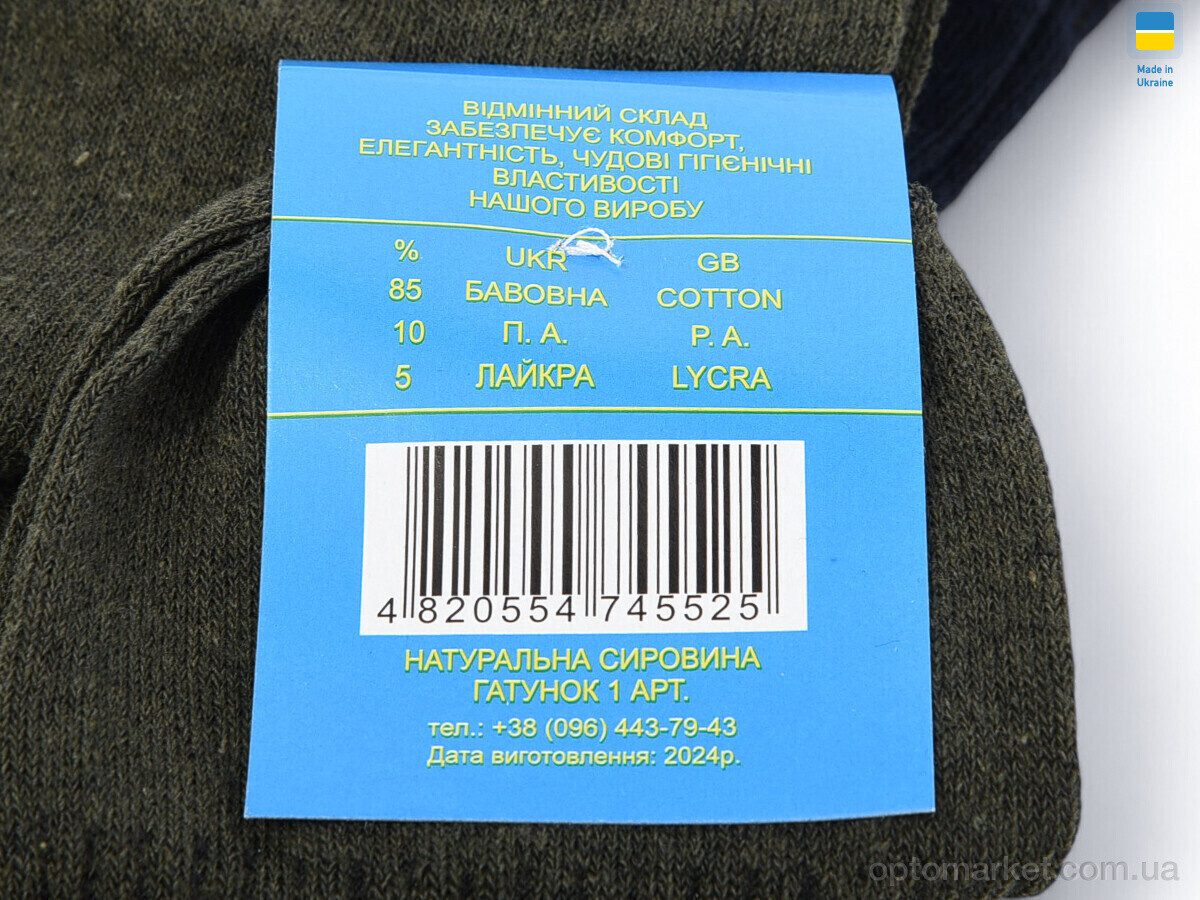 Made in
Ukraine
ВІДМІННИЙ СКЛАД
ЗАБЕЗПЕЧУЄ КОМФОРТ,
ЕЛЕГАНТНІСТЬ, ЧУДОВІ ГІГІЄНІЧНІ
ВЛАСТИВОСТІ
НАШОГО ВИРОБУ
% UKR GB
85 БАВОВНА COTTON
10 П. А. P. A.
5 ЛАЙКРА LYCRA
4 820554 745525
НАТУРАЛЬНА СИРОВИНА
ГАТУНОК 1 АРТ.
тел.: +38 (096) 443-79-43
Дата виготовлення: 2024р.
optomarket.com.ua